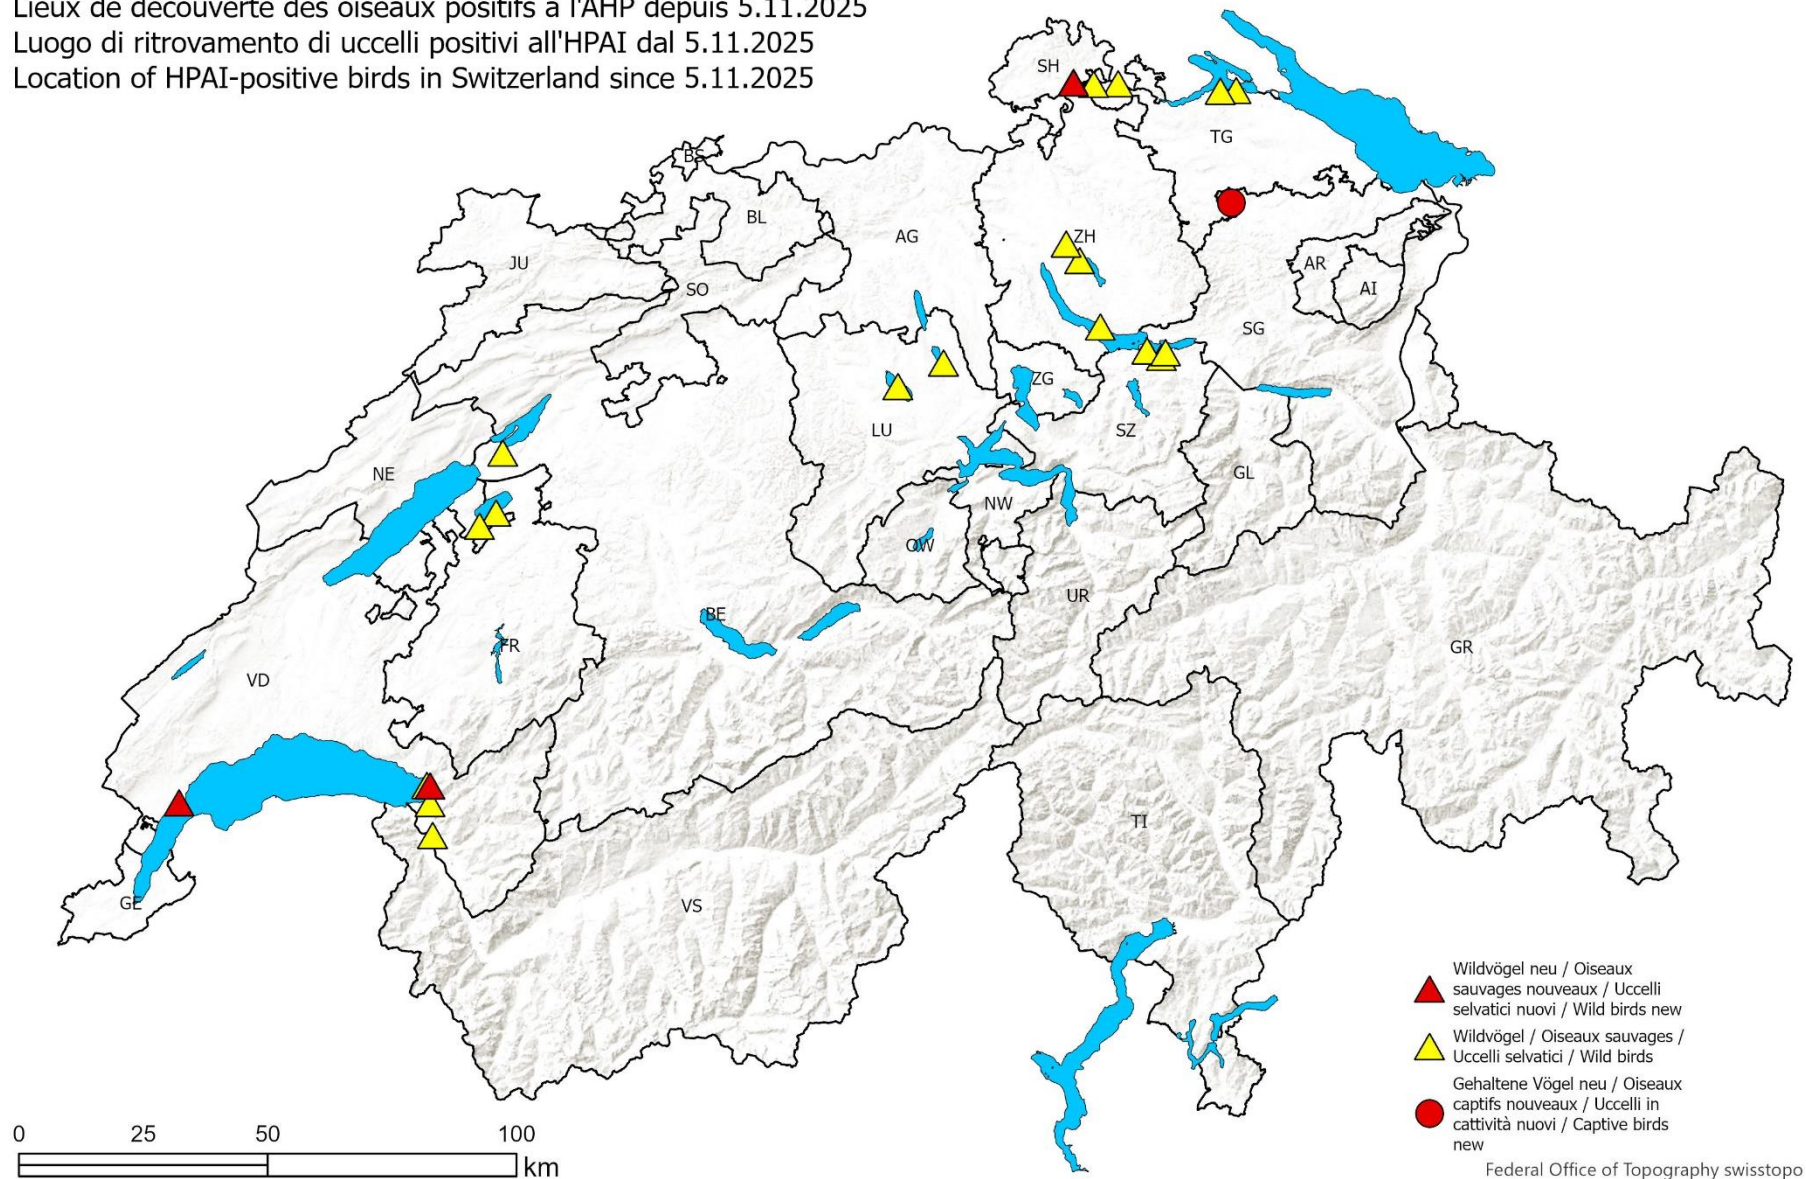 Lieux de découverte des oiseaux positifs à l'AHP depuis 5.11.2025
Luogo di ritrovamento di uccelli positivi all'HPAI dal 5.11.2025
Location of HPAI-positive birds in Switzerland since 5.11.2025
SH
TG
BS
BL
AG
ZH
JU
SO
AR
AI
SG
ZG
LU
SZ
NE
GL
NW
OW
UR
BE
FR
GR
VD
TI
GE
VS
Wildvögel neu / Oiseaux
sauvages nouveaux / Uccelli
selvatici nuovi / Wild birds new
Wildvögel / Oiseaux sauvages /
Uccelli selvatici / Wild birds
Gehaltene Vögel neu / Oiseaux
captifs nouveaux / Uccelli in
cattività nuovi / Captive birds
new
0 25 50 100
km
Federal Office of Topography swisstopo